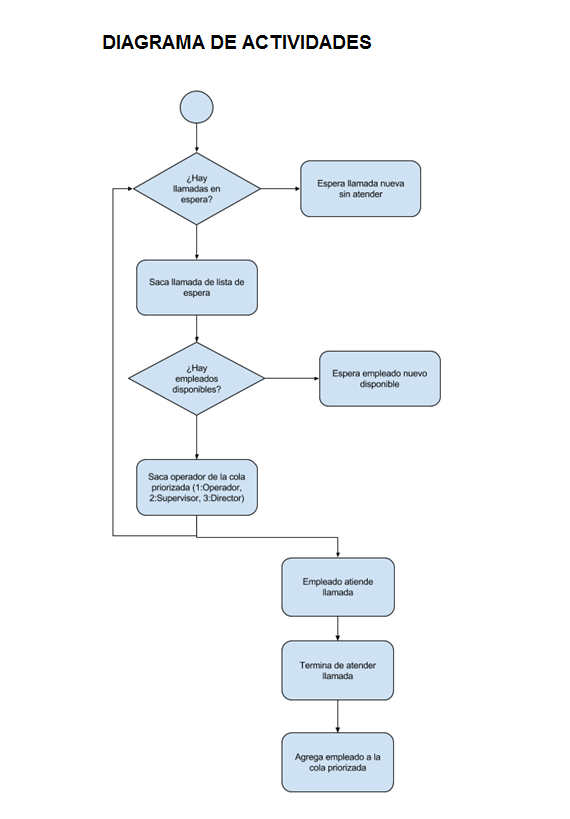 DIAGRAMA DE ACTIVIDADES
¿Hay
llamadas en
espera?
Espera llamada nueva
sin atender
Saca llamada de lista de
espera
¿Hay
empleados
disponibles?
Espera empleado nuevo
disponible
Saca operador de la cola
priorizada (1:Operador,
2:Supervisor, 3:Director)
Empleado atiende
llamada
Termina de atender
llamada
Agrega empleado a la
cola priorizada